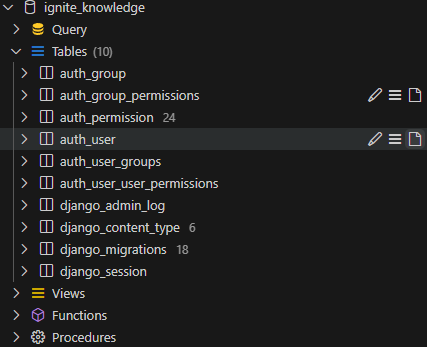 ignite_knowledge
Query
Tables (10)
auth_group
auth_group_permissions
auth_permission 24
auth_user
auth_user_groups
auth_user_user_permissions
django_admin_log
django_content_type 6
django_migrations 18
django_session
Views
Functions
Procedures